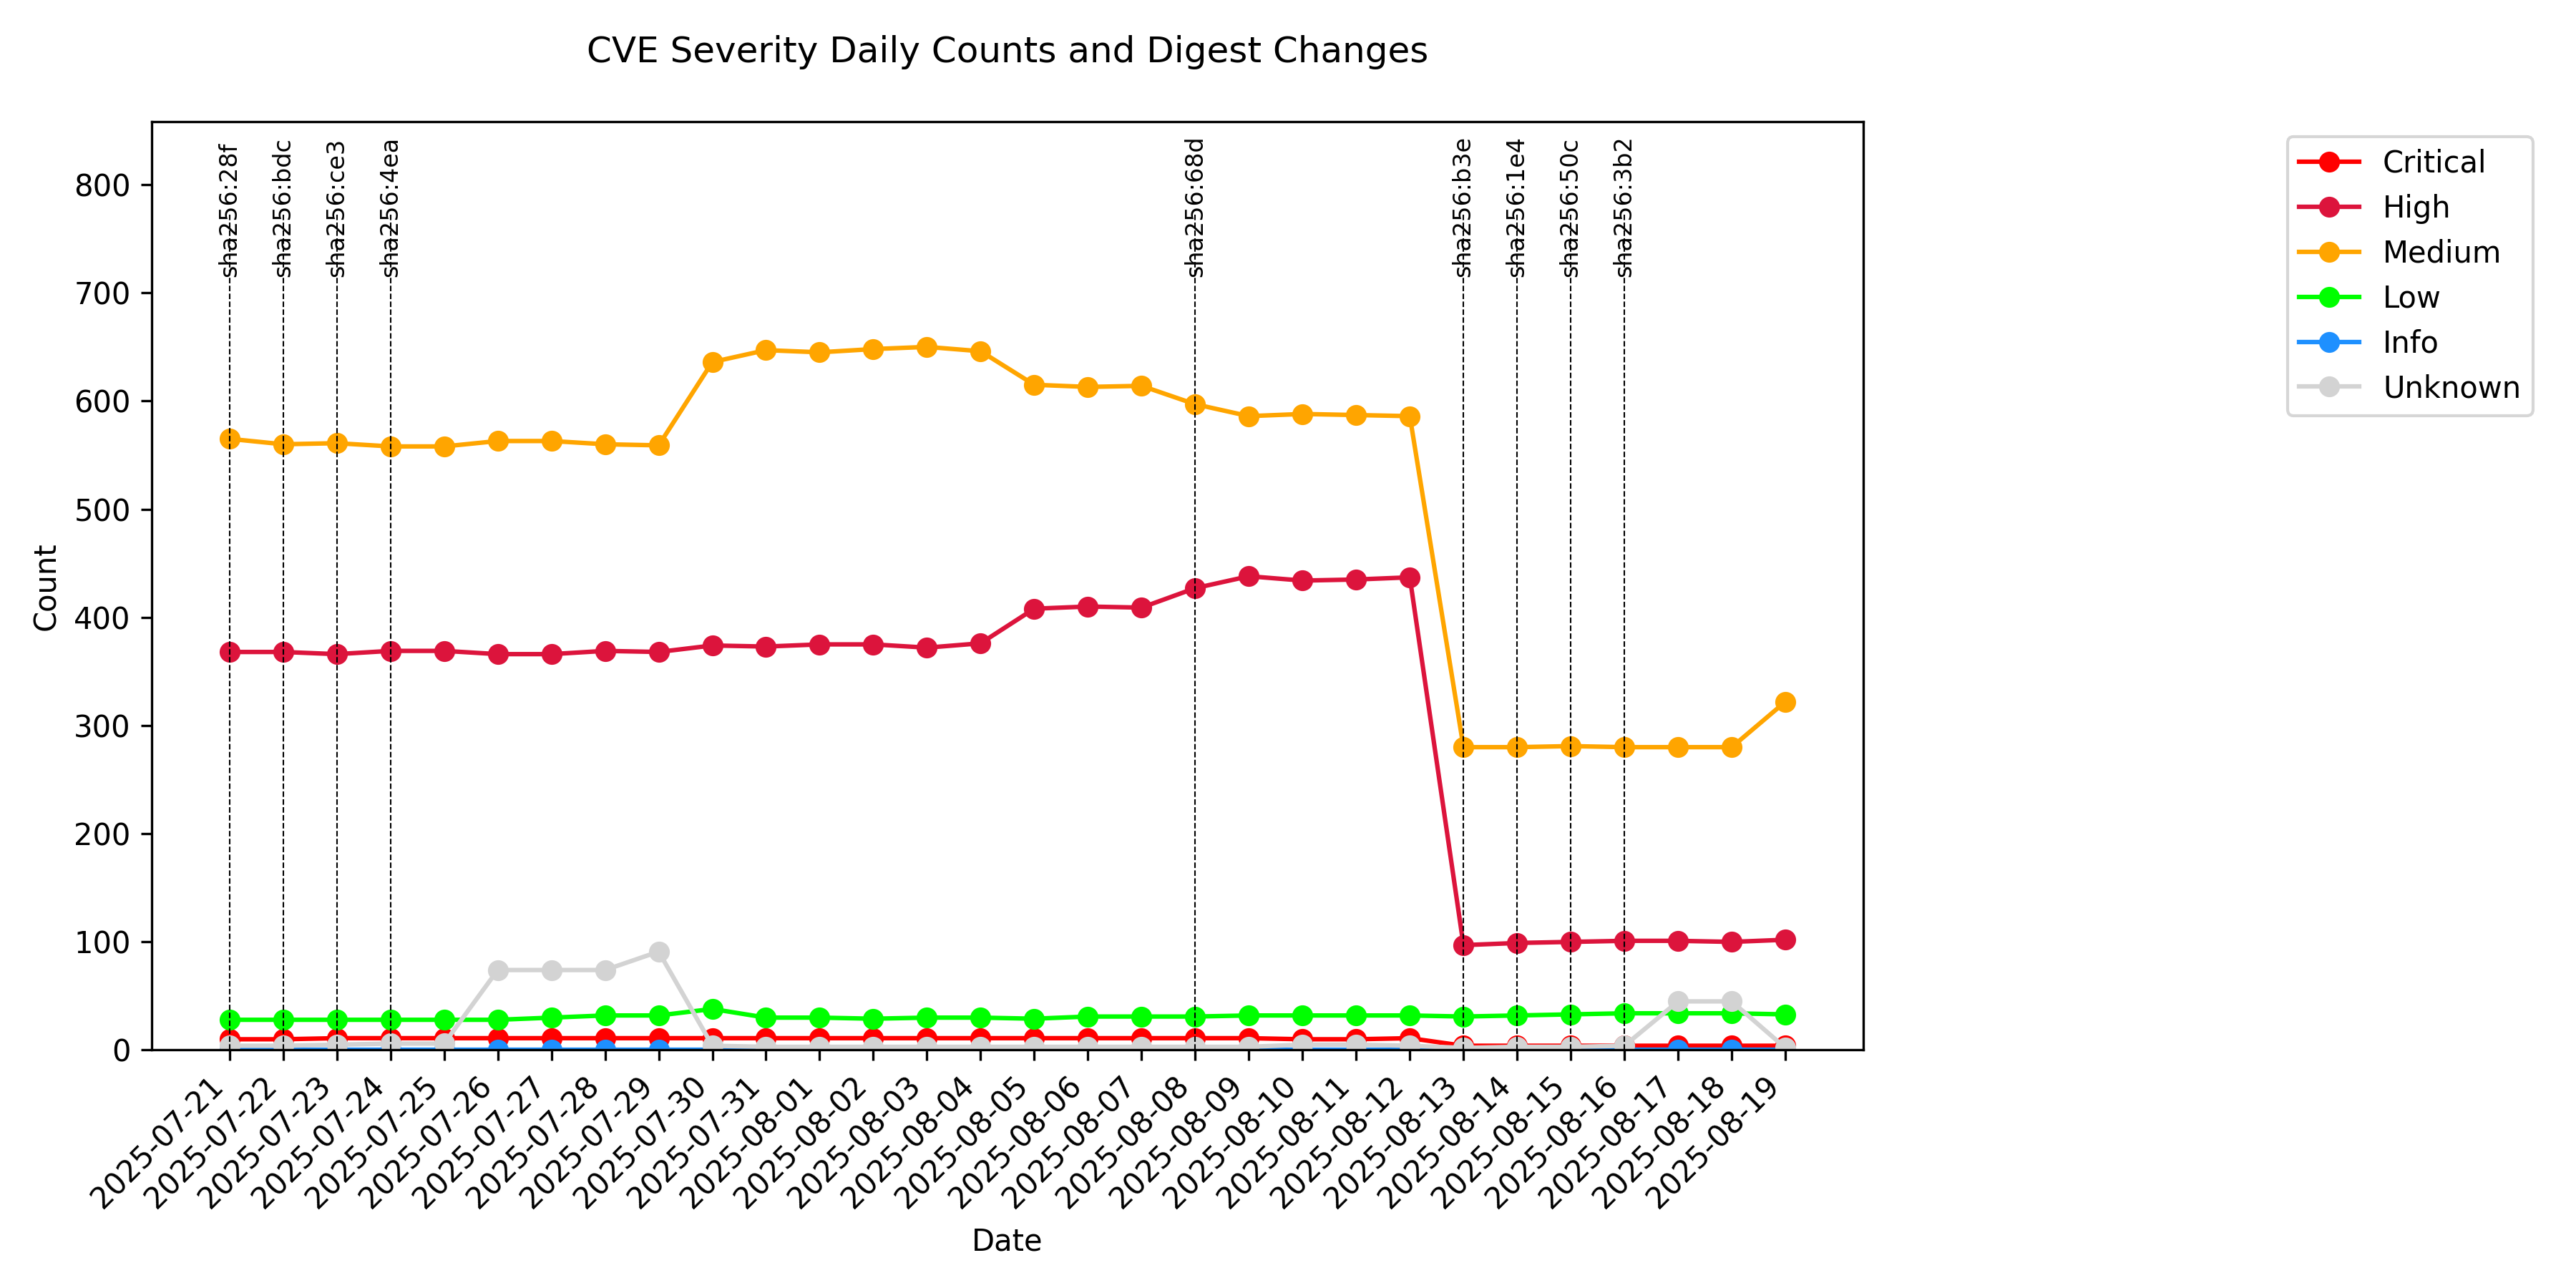 CVE Severity Daily Counts and Digest Changes
sha256:28f
sha256:bdc
sha256:ce3
sha256:4ea
sha256:68d
sha256:b3e
sha256:1e4
sha256:50c
sha256:3b2
Critical
High
Medium
Low
Info
Unknown
800
700
600
500
400
300
200
100
0
Count
2025-07-21
2025-07-22
2025-07-23
2025-07-24
2025-07-25
2025-07-26
2025-07-27
2025-07-28
2025-07-29
2025-07-30
2025-07-31
2025-08-01
2025-08-02
2025-08-03
2025-08-04
2025-08-05
2025-08-06
2025-08-07
2025-08-08
2025-08-09
2025-08-10
2025-08-11
2025-08-12
2025-08-13
2025-08-14
2025-08-15
2025-08-16
2025-08-17
2025-08-18
2025-08-19
Date